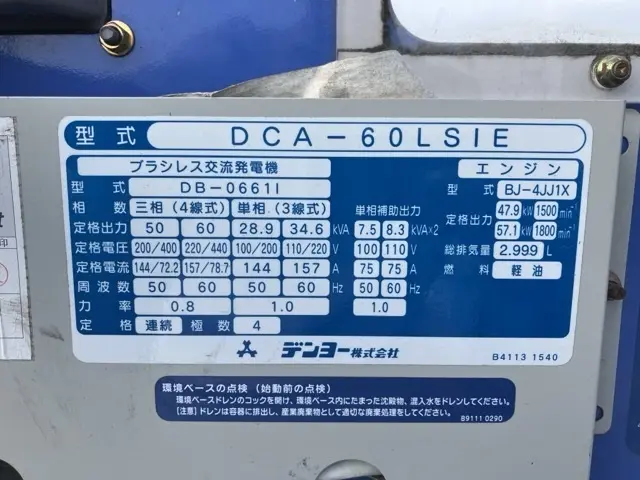 型式 DCA-60LSIE
ブラシレス交流発電機 エンジン
型式 DB-0661I 型式 BJ-4JJ1X
相数 三相(4線式) 単相(3線式) 単相補助出力 定格出力 47.9 kW 1500 min⁻¹
定格出力 50 60 28.9 34.6 kVA 7.5 8.3 kVA×2 57.1 kW 1800 min⁻¹
定格電圧 200/400 220/440 100/200 110/220 V 100 110 V 総排気量 2.999 L
定格電流 144/72.2 157/78.7 144 157 A 75 75 A 燃料 軽油
周波数 50 60 50 60 Hz 50 60 Hz
力率 0.8 1.0 1.0
定格 連続 極数 4
デンヨー株式会社 B4113 1540
環境ベースの点検(始動前の点検)
環境ベースドレンのコックを開け、環境ベース内にたまった沈殿物、混入水をドレンしてください。
[注意]ドレンは容器に排出し、産業廃棄物として適切な廃棄処理をしてください。
B9111 0290